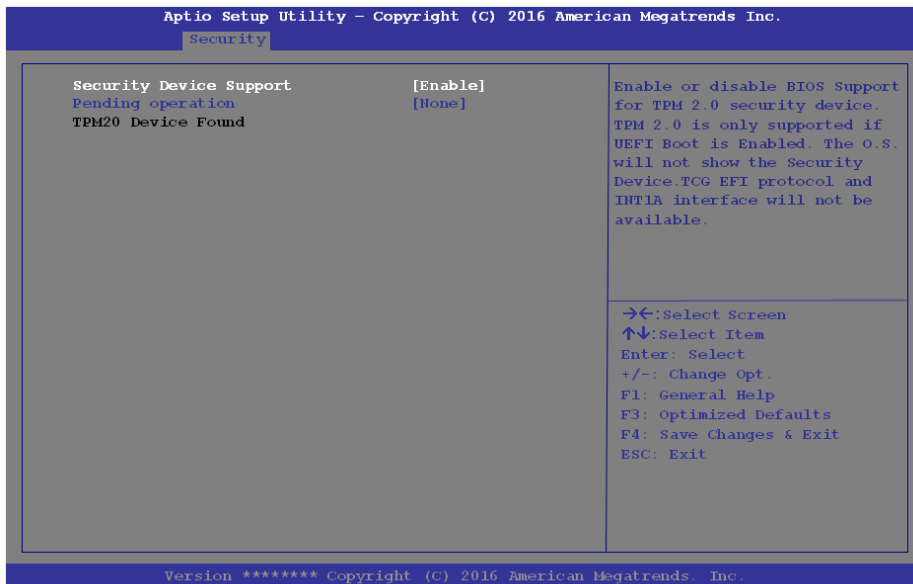 Aptio Setup Utility – Copyright (C) 2016 American Megatrends Inc.
Security
Security Device Support [Enable]
Pending operation [None]
TPM20 Device Found
Enable or disable BIOS Support
for TPM 2.0 security device.
TPM 2.0 is only supported if
UEFI Boot is Enabled. The O.S.
will not show the Security
Device.TCG EFI protocol and
INT1A interface will not be
available.
→←:Select Screen
↑↓:Select Item
Enter: Select
+/-: Change Opt.
F1: General Help
F3: Optimized Defaults
F4: Save Changes & Exit
ESC: Exit
Version ******** Copyright (C) 2016 American Megatrends. Inc.